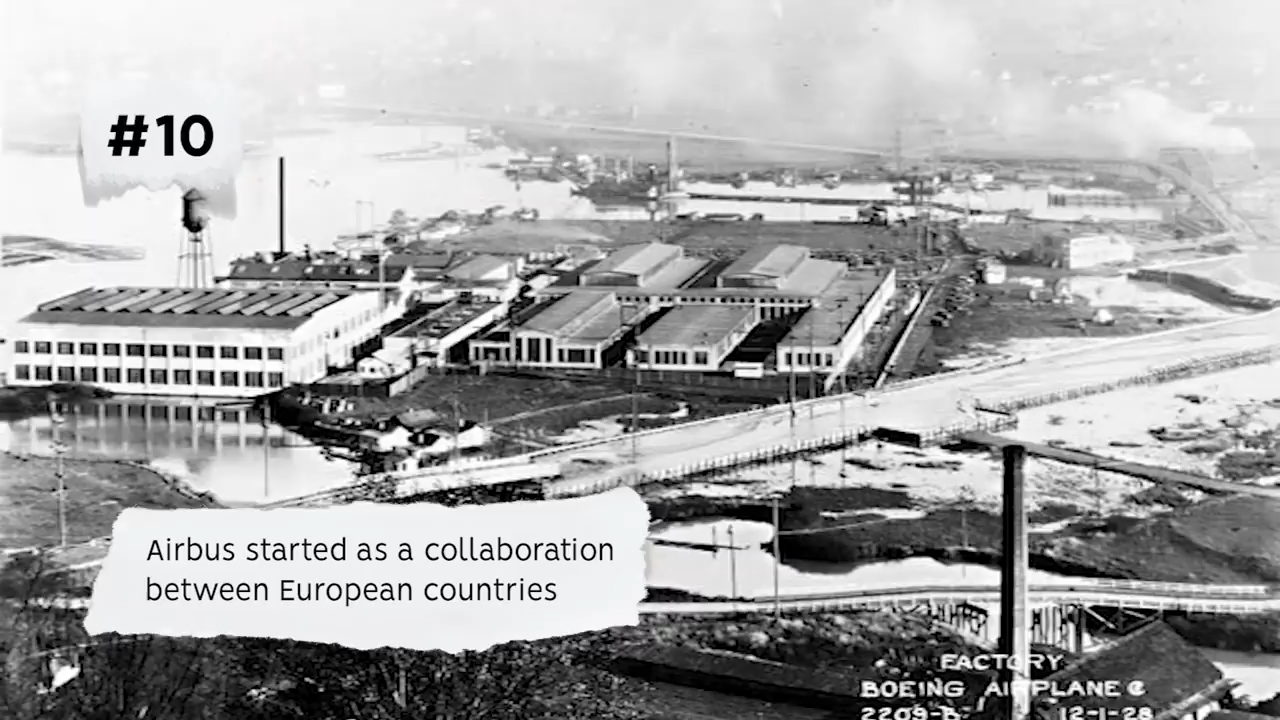 #10
Airbus started as a collaboration
between European countries
FACTORY
BOEING AIRPLANE C
2209-B 12-1-28